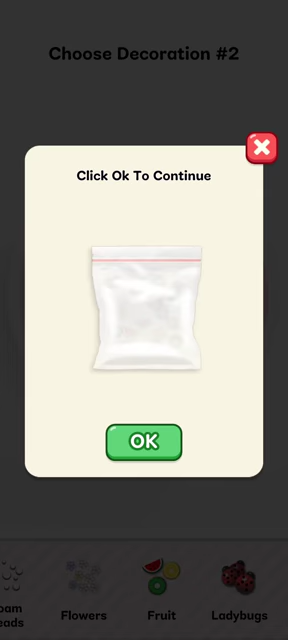 Choose Decoration #2
Click Ok To Continue
OK
Flowers
Fruit
Ladybugs